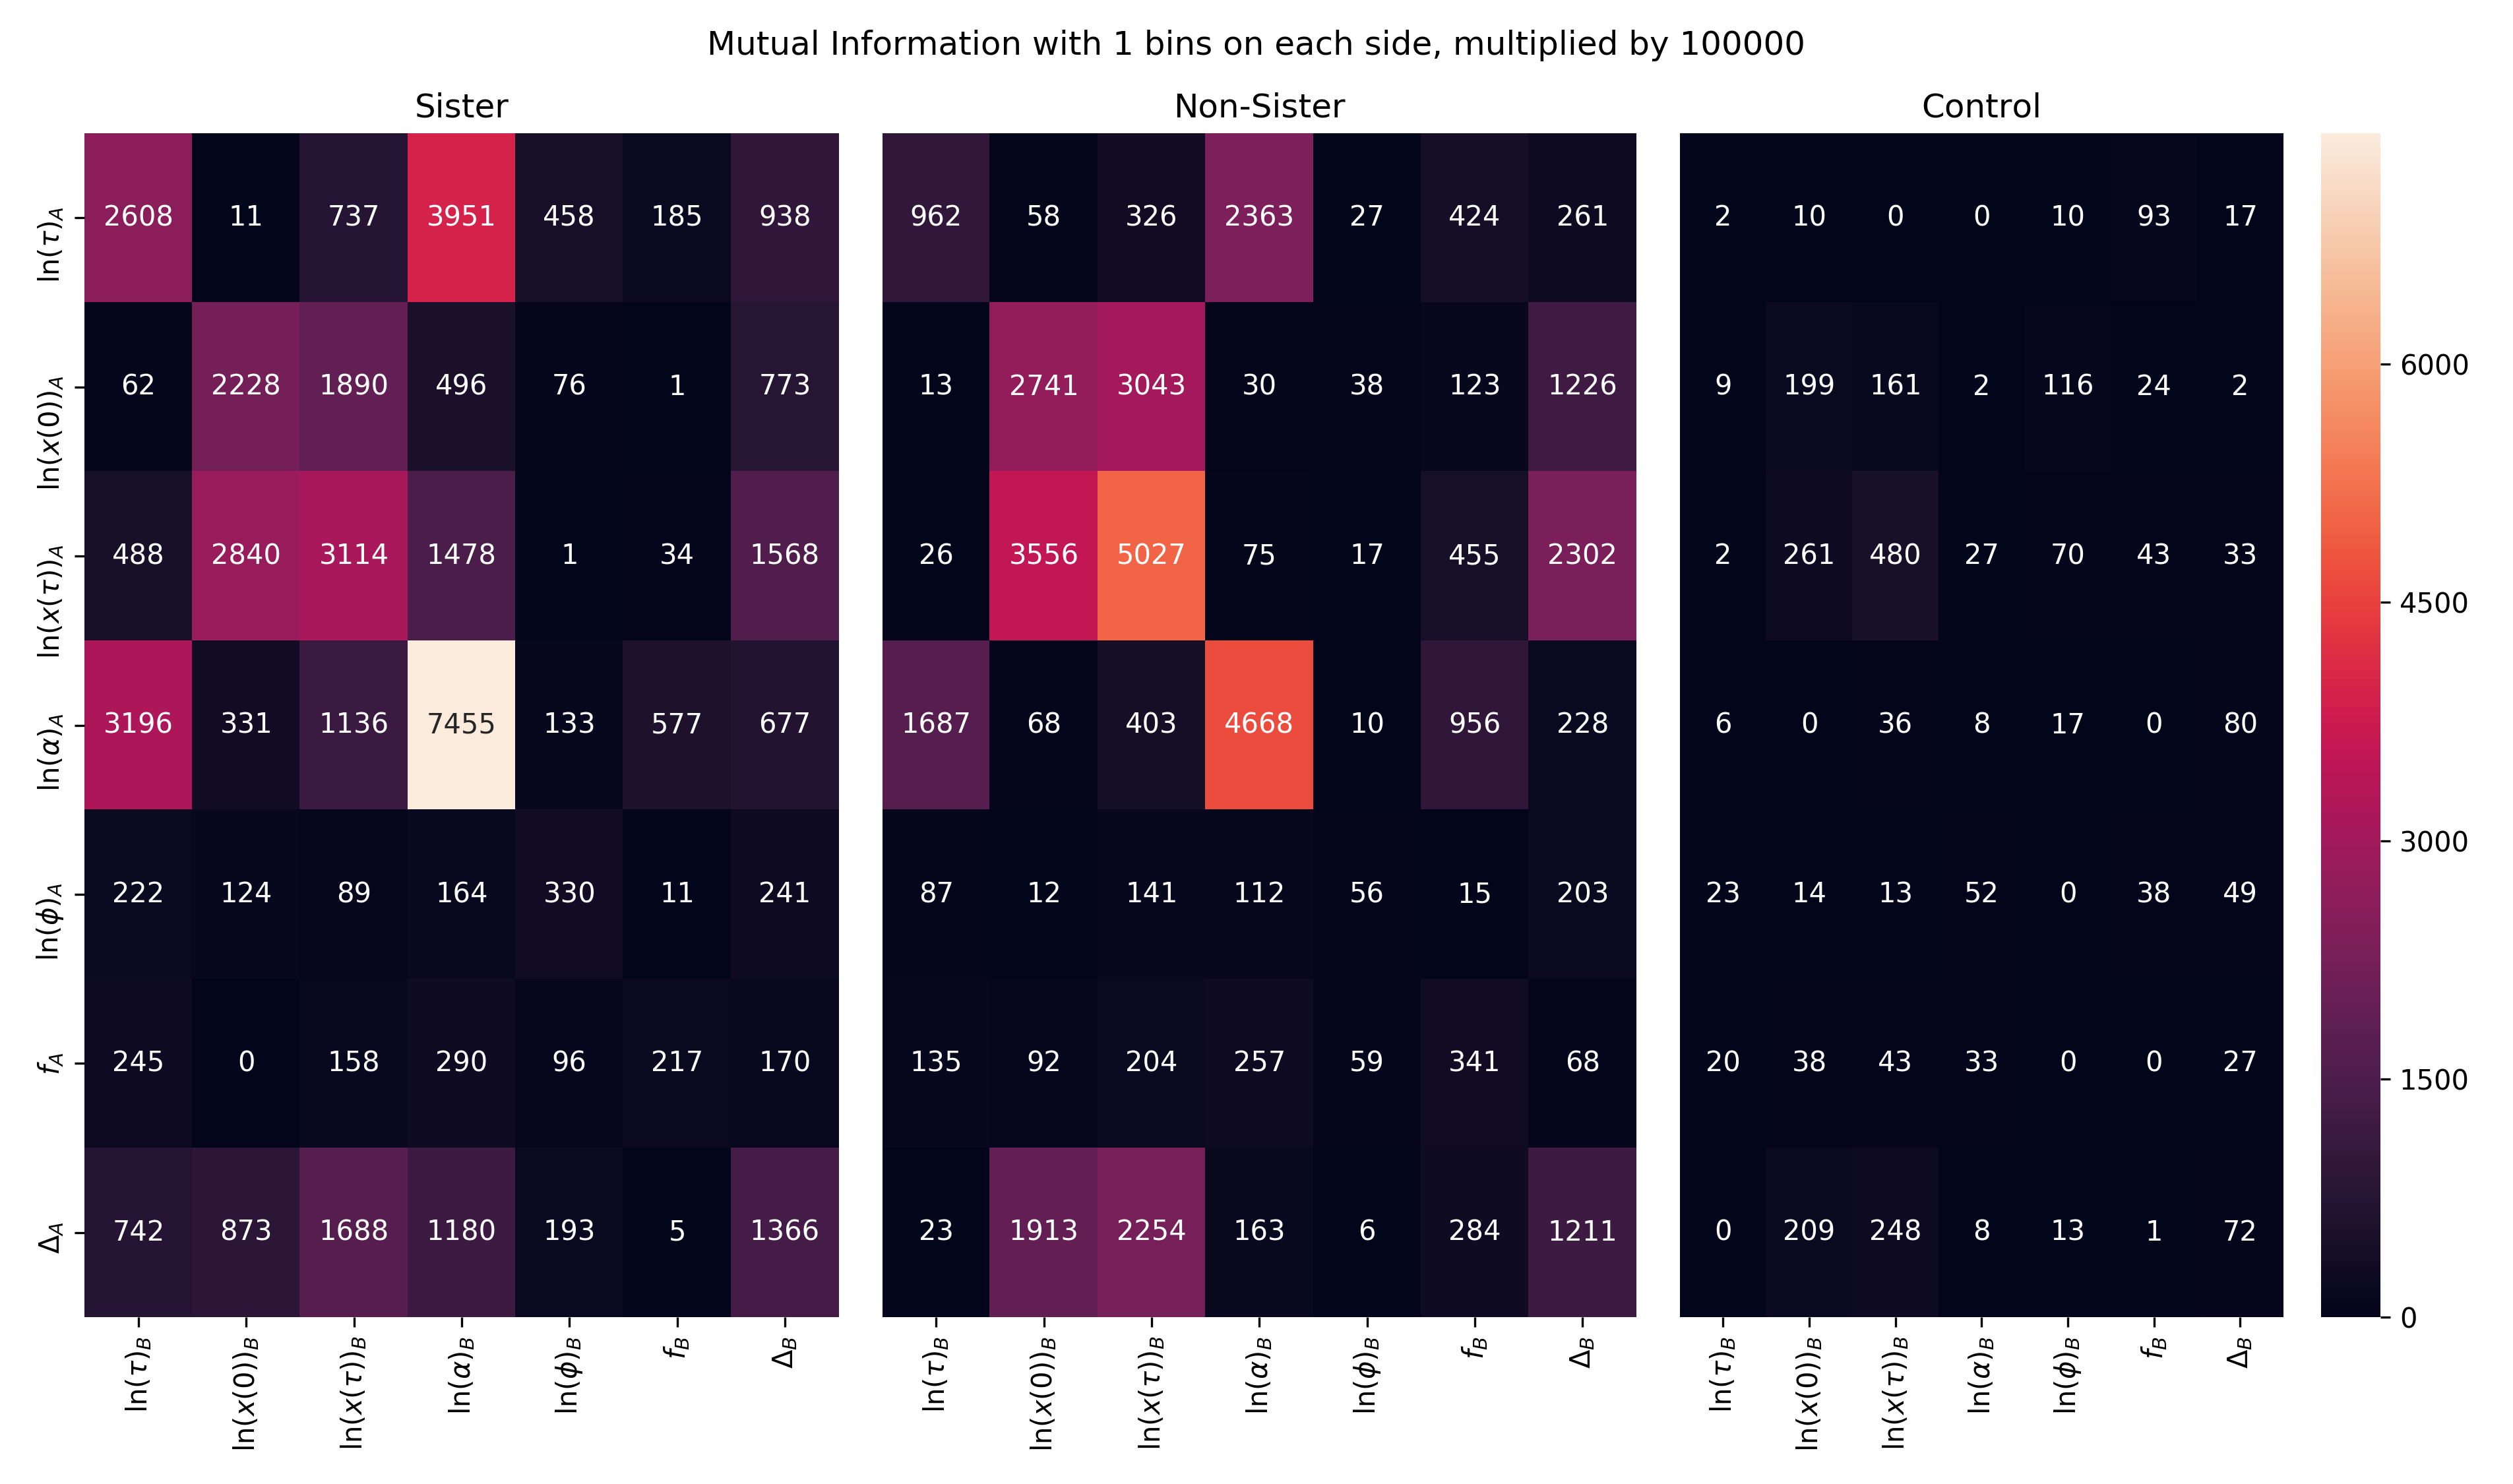 Mutual Information with 1 bins on each side, multiplied by 100000
Sister Non-Sister Control
ln(τ)_A 2608 11 737 3951 458 185 938 962 58 326 2363 27 424 261 2 10 0 0 10 93 17
ln(x(0))_A 62 2228 1890 496 76 1 773 13 2741 3043 30 38 123 1226 9 199 161 2 116 24 2
ln(x(τ))_A 488 2840 3114 1478 1 34 1568 26 3556 5027 75 17 455 2302 2 261 480 27 70 43 33
ln(α)_A 3196 331 1136 7455 133 577 677 1687 68 403 4668 10 956 228 6 0 36 8 17 0 80
ln(ϕ)_A 222 124 89 164 330 11 241 87 12 141 112 56 15 203 23 14 13 52 0 38 49
f_A 245 0 158 290 96 217 170 135 92 204 257 59 341 68 20 38 43 33 0 0 27
Δ_A 742 873 1688 1180 193 5 1366 23 1913 2254 163 6 284 1211 0 209 248 8 13 1 72
ln(τ)_B ln(x(0))_B ln(x(τ))_B ln(α)_B ln(ϕ)_B f_B Δ_B ln(τ)_B ln(x(0))_B ln(x(τ))_B ln(α)_B ln(ϕ)_B f_B Δ_B ln(τ)_B ln(x(0))_B ln(x(τ))_B ln(α)_B ln(ϕ)_B f_B Δ_B
6000
4500
3000
1500
0